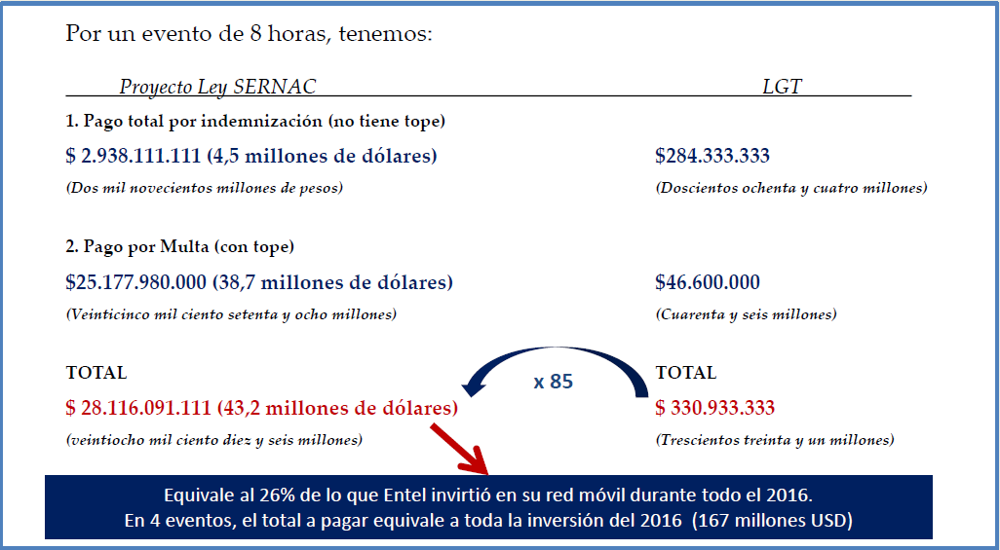 Por un evento de 8 horas, tenemos:
Proyecto Ley SERNAC LGT
1. Pago total por indemnización (no tiene tope)
$ 2.938.111.111 (4,5 millones de dólares) $284.333.333
(Dos mil novecientos millones de pesos) (Doscientos ochenta y cuatro millones)
2. Pago por Multa (con tope)
$25.177.980.000 (38,7 millones de dólares) $46.600.000
(Veinticinco mil ciento setenta y ocho millones) (Cuarenta y seis millones)
TOTAL x 85 TOTAL
$ 28.116.091.111 (43,2 millones de dólares) $ 330.933.333
(veintiocho mil ciento diez y seis millones) (Trescientos treinta y un millones)
Equivale al 26% de lo que Entel invirtió en su red móvil durante todo el 2016.
En 4 eventos, el total a pagar equivale a toda la inversión del 2016 (167 millones USD)